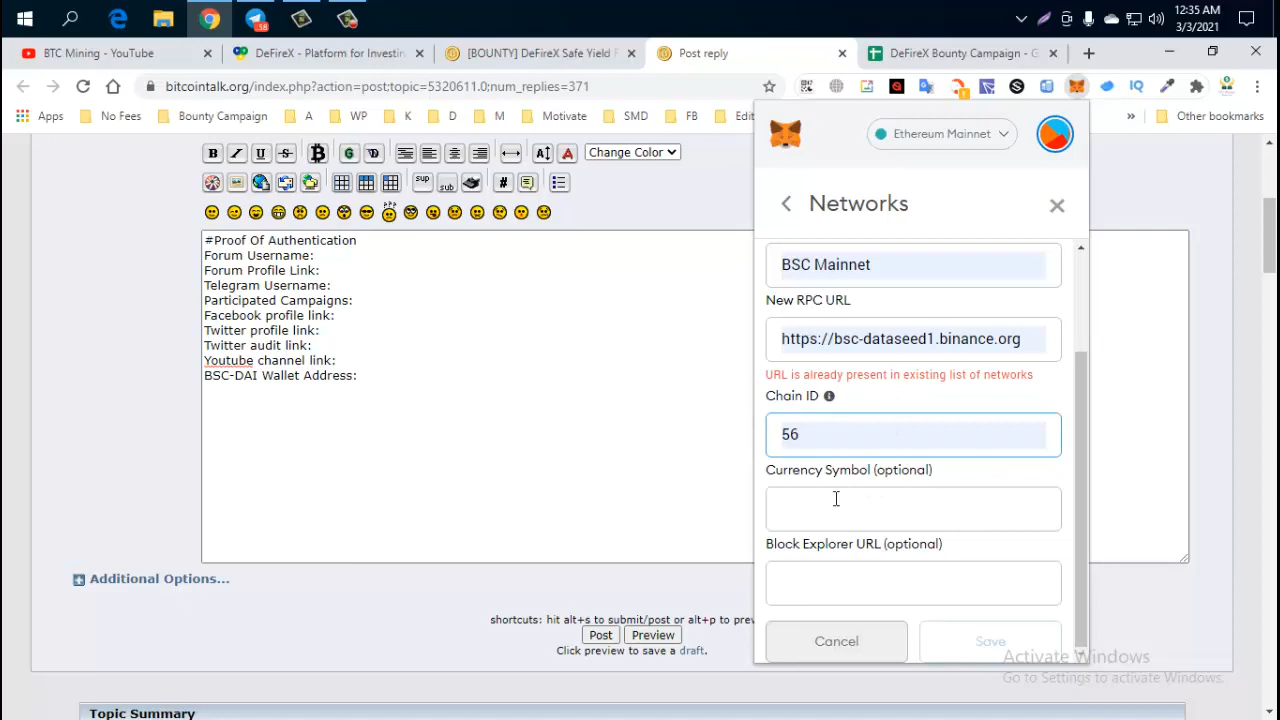 12:35 AM
3/3/2021
58
BTC Mining - YouTube
DeFireX - Platform for Investin
[BOUNTY] DeFireX Safe Yield F
Post reply
DeFireX Bounty Campaign - G
bitcointalk.org/index.php?action=post;topic=5320611.0;num_replies=371
IQ
Apps
No Fees
Bounty Campaign
A
WP
K
D
M
Motivate
SMD
FB
Edit
»
Other bookmarks
Ethereum Mainnet
Networks
B I U S
Change Color
sup
sub
#
#Proof Of Authentication
Forum Username:
Forum Profile Link:
Telegram Username:
Participated Campaigns:
Facebook profile link:
Twitter profile link:
Twitter audit link:
Youtube channel link:
BSC-DAI Wallet Address:
BSC Mainnet
New RPC URL
https://bsc-dataseed1.binance.org
URL is already present in existing list of networks
Chain ID
56
Currency Symbol (optional)
Block Explorer URL (optional)
Cancel
Save
Additional Options...
shortcuts: hit alt+s to submit/post or alt+p to prev
Post
Preview
Click preview to save a draft.
Activate Windows
Go to Settings to activate Windows.
Topic Summary